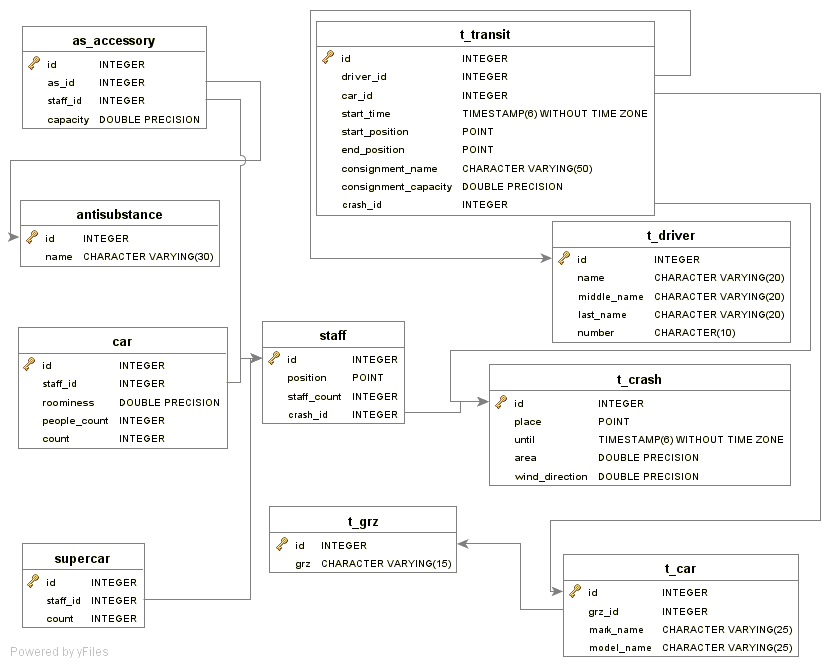 as_accessory
id INTEGER
as_id INTEGER
staff_id INTEGER
capacity DOUBLE PRECISION
t_transit
id INTEGER
driver_id INTEGER
car_id INTEGER
start_time TIMESTAMP(6) WITHOUT TIME ZONE
start_position POINT
end_position POINT
consignment_name CHARACTER VARYING(50)
consignment_capacity DOUBLE PRECISION
crash_id INTEGER
antisubstance
id INTEGER
name CHARACTER VARYING(30)
t_driver
id INTEGER
name CHARACTER VARYING(20)
middle_name CHARACTER VARYING(20)
last_name CHARACTER VARYING(20)
number CHARACTER(10)
car
id INTEGER
staff_id INTEGER
roominess DOUBLE PRECISION
people_count INTEGER
count INTEGER
staff
id INTEGER
position POINT
staff_count INTEGER
crash_id INTEGER
t_crash
id INTEGER
place POINT
until TIMESTAMP(6) WITHOUT TIME ZONE
area DOUBLE PRECISION
wind_direction DOUBLE PRECISION
t_grz
id INTEGER
grz CHARACTER VARYING(15)
supercar
id INTEGER
staff_id INTEGER
count INTEGER
t_car
id INTEGER
grz_id INTEGER
mark_name CHARACTER VARYING(25)
model_name CHARACTER VARYING(25)
Powered by yFiles